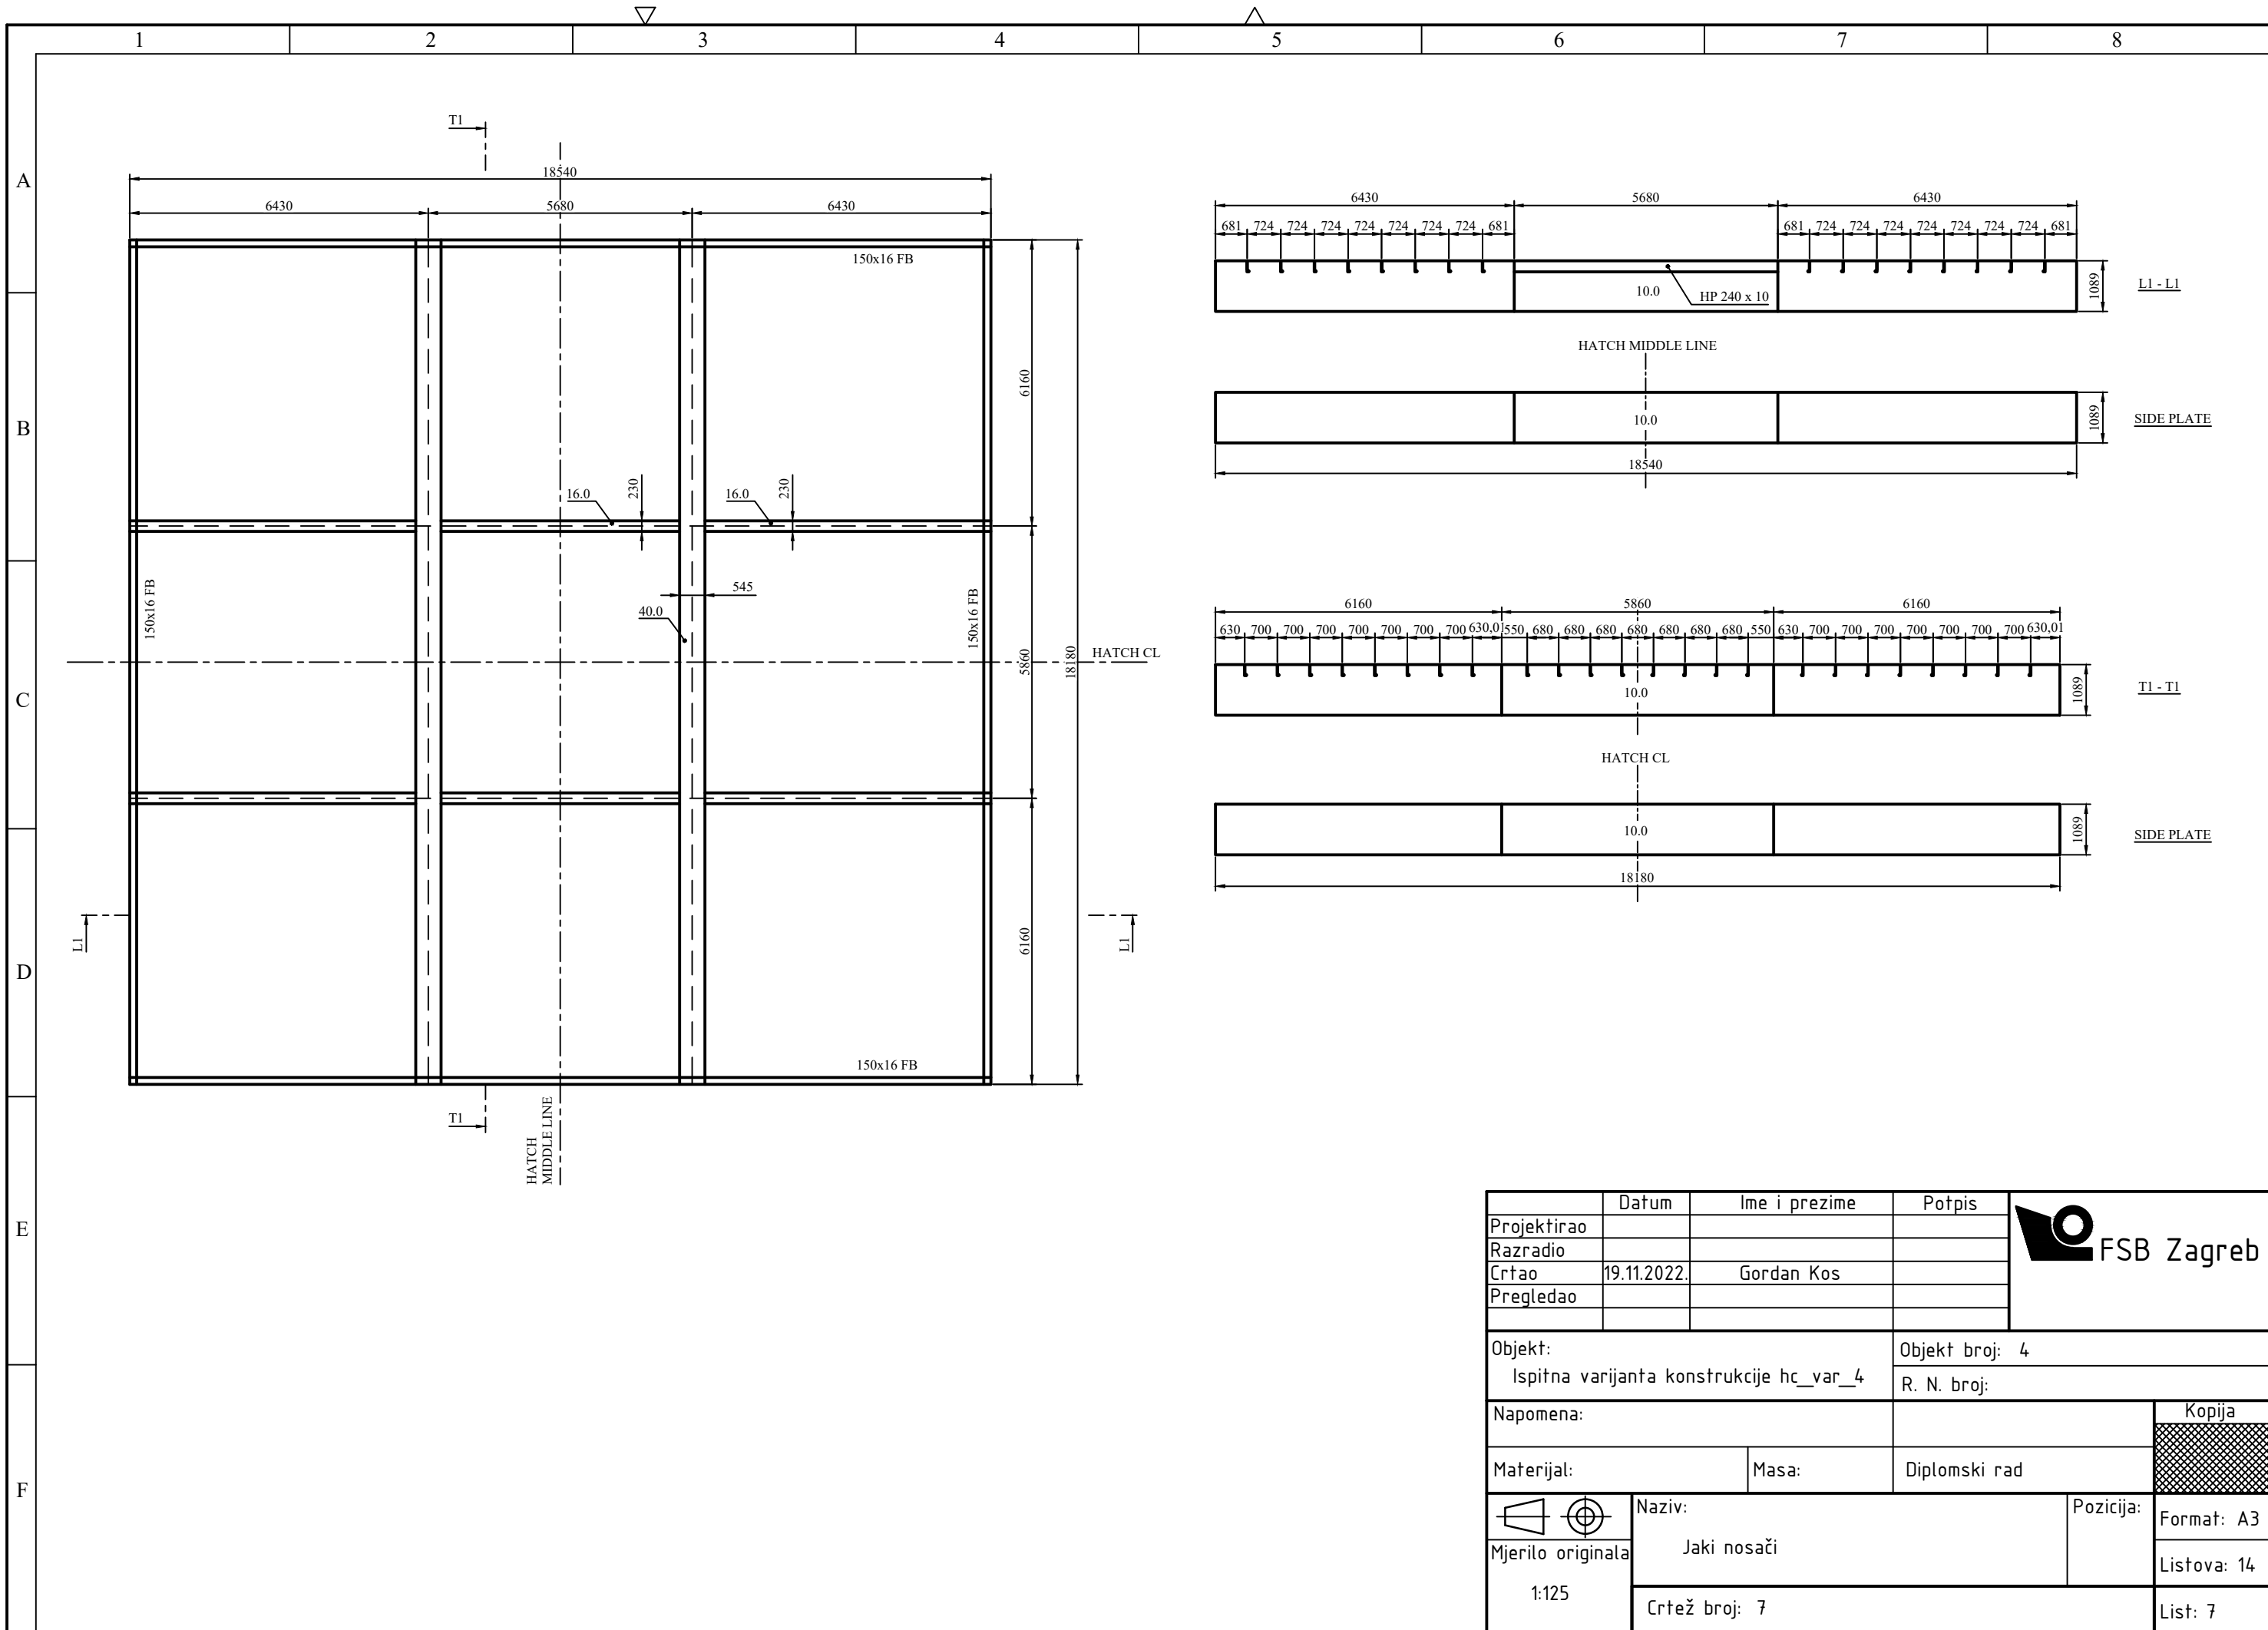 1 2 3 4 5 6 7 8
A
B
C
D
E
F
T1
18540
6430 5680 6430
150x16 FB
6160
16.0 230 16.0 230
150x16 FB
545
40.0
150x16 FB
5860
18180
HATCH CL
6160
L1
L1
150x16 FB
T1
HATCH
MIDDLE LINE
6430 5680 6430
681 724 724 724 724 724 724 724 681 681 724 724 724 724 724 724 724 681
10.0 HP 240 x 10
1089
L1 - L1
HATCH MIDDLE LINE
10.0
1089
SIDE PLATE
18540
6160 5860 6160
630 700 700 700 700 700 700 700 630,01 550 680 680 680 680 680 680 680 550 630 700 700 700 700 700 700 700 630,01
10.0
1089
T1 - T1
HATCH CL
10.0
1089
SIDE PLATE
18180
Datum Ime i prezime Potpis
Projektirao
Razradio
Crtao 19.11.2022. Gordan Kos
Pregledao
FSB Zagreb
Objekt:
Ispitna varijanta konstrukcije hc_var_4
Objekt broj: 4
R. N. broj:
Napomena:
Kopija
Materijal:
Masa:
Diplomski rad
Naziv:
Jaki nosači
Pozicija:
Format: A3
Mjerilo originala
1:125
Listova: 14
Crtež broj: 7
List: 7